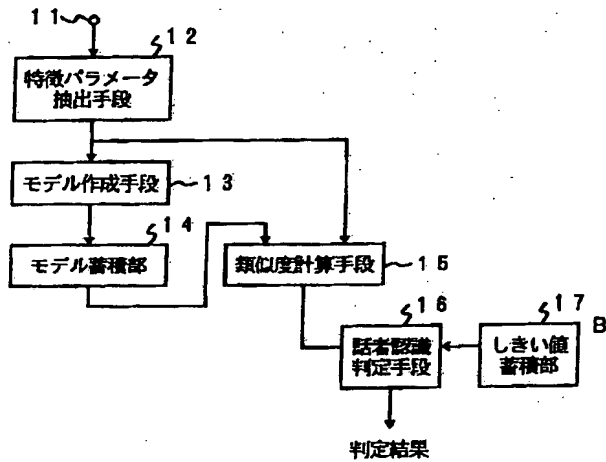 11
12
特徴パラメータ
抽出手段
モデル作成手段
13
14
モデル蓄積部
類似度計算手段
15
16
話者認識
判定手段
17
しきい値
蓄積部
B
判定結果